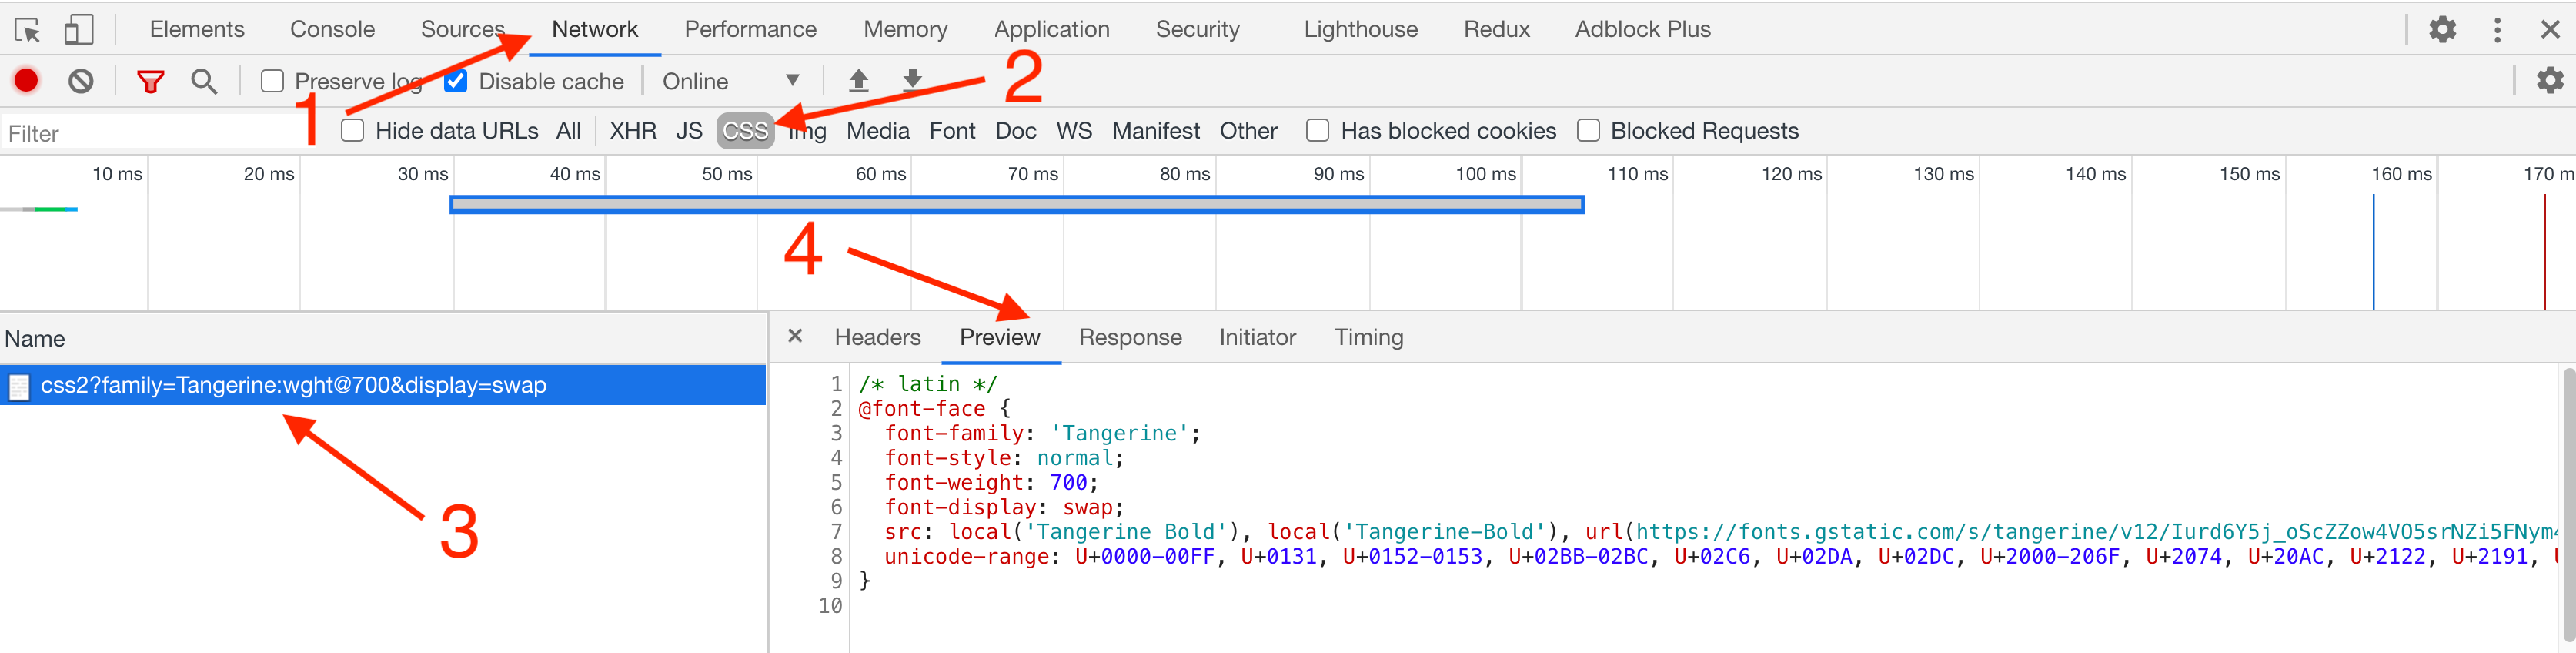 Elements Console Sources Network Performance Memory Application Security Lighthouse Redux Adblock Plus
Preserve log Disable cache Online
1
2
Filter Hide data URLs All XHR JS CSS Img Media Font Doc WS Manifest Other Has blocked cookies Blocked Requests
10 ms 20 ms 30 ms 40 ms 50 ms 60 ms 70 ms 80 ms 90 ms 100 ms 110 ms 120 ms 130 ms 140 ms 150 ms 160 ms 170 m
4
Name
Headers Preview Response Initiator Timing
css2?family=Tangerine:wght@700&display=swap
3
1 /* latin */
2 @font-face {
3 font-family: 'Tangerine';
4 font-style: normal;
5 font-weight: 700;
6 font-display: swap;
7 src: local('Tangerine Bold'), local('Tangerine-Bold'), url(https://fonts.gstatic.com/s/tangerine/v12/Iurd6Y5j_oScZZow4VO5srNZi5FNym
8 unicode-range: U+0000-00FF, U+0131, U+0152-0153, U+02BB-02BC, U+02C6, U+02DA, U+02DC, U+2000-206F, U+2074, U+20AC, U+2122, U+2191,
9 }
10